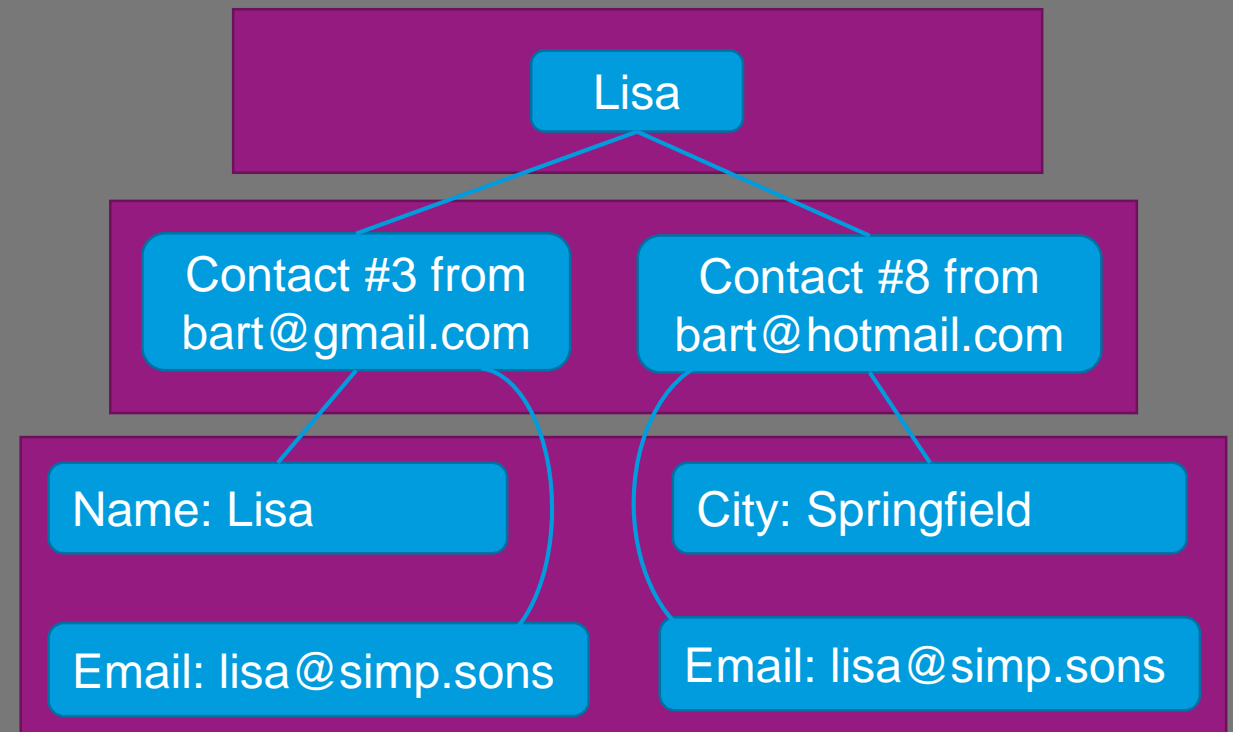 Lisa
Contact #3 from
bart@gmail.com
Contact #8 from
bart@hotmail.com
Name: Lisa
City: Springfield
Email: lisa@simp.sons
Email: lisa@simp.sons